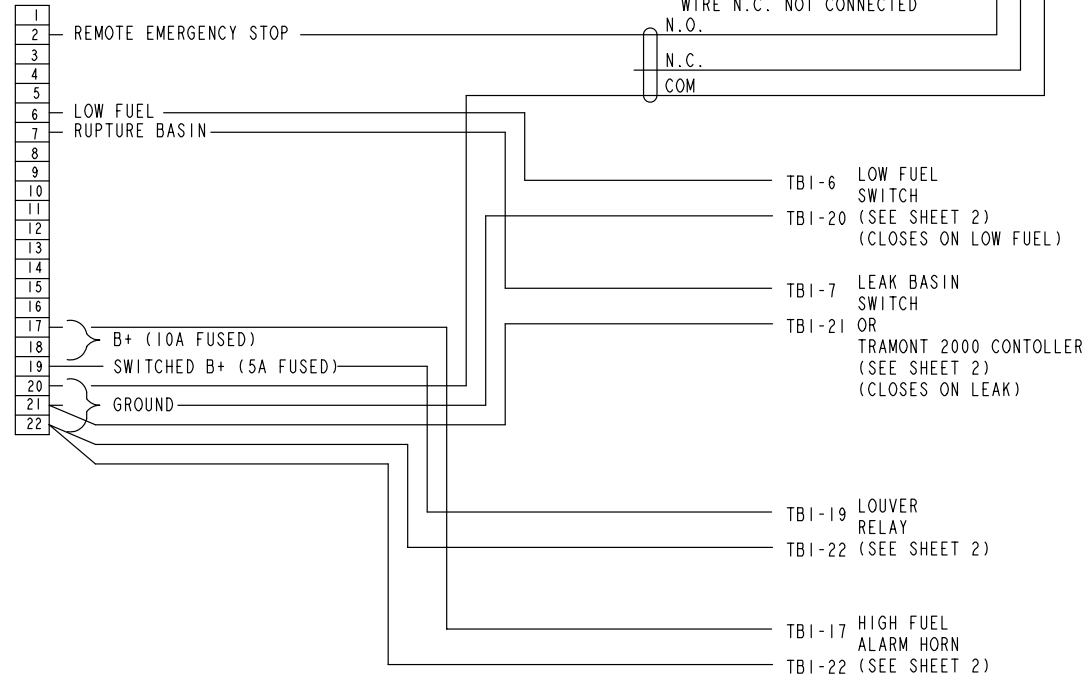 WIRE N.C. NOT CONNECTED
1
2 REMOTE EMERGENCY STOP N.O.
3
4 N.C.
5 COM
6 LOW FUEL
7 RUPTURE BASIN
8
9
10
11
12
13
14
15
16
17
18 B+ (10A FUSED)
19 SWITCHED B+ (5A FUSED)
20
21 GROUND
22
TB1-6 LOW FUEL
SWITCH
TB1-20 (SEE SHEET 2)
(CLOSES ON LOW FUEL)
TB1-7 LEAK BASIN
SWITCH
TB1-21 OR
TRAMONT 2000 CONTOLLER
(SEE SHEET 2)
(CLOSES ON LEAK)
TB1-19 LOUVER
RELAY
TB1-22 (SEE SHEET 2)
TB1-17 HIGH FUEL
ALARM HORN
TB1-22 (SEE SHEET 2)